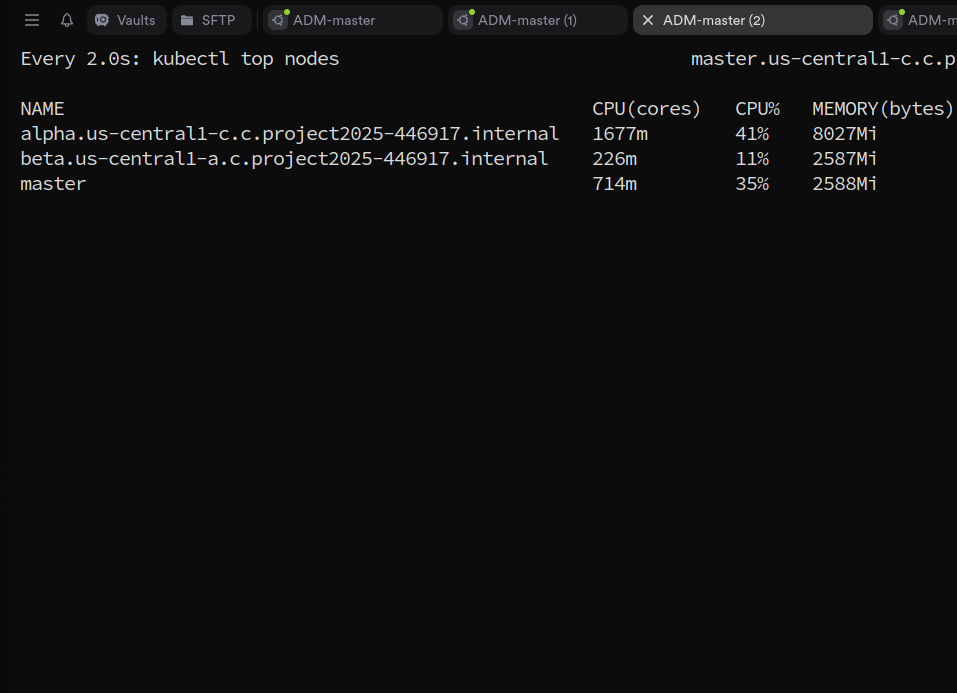 Vaults SFTP ADM-master ADM-master (1) ADM-master (2) ADM-m
Every 2.0s: kubectl top nodes master.us-central1-c.c.p
NAME CPU(cores) CPU% MEMORY(bytes)
alpha.us-central1-c.c.project2025-446917.internal 1677m 41% 8027Mi
beta.us-central1-a.c.project2025-446917.internal 226m 11% 2587Mi
master 714m 35% 2588Mi